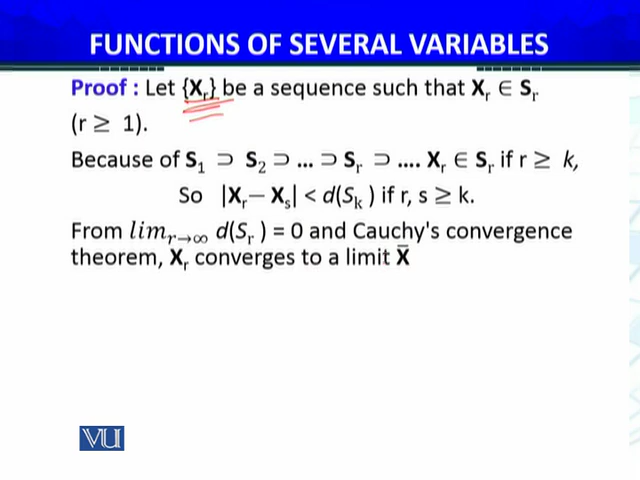 FUNCTIONS OF SEVERAL VARIABLES
Proof : Let {Xᵣ} be a sequence such that Xᵣ ∈ Sᵣ
(r ≥ 1).
Because of S₁ ⊃ S₂ ⊃ ... ⊃ Sᵣ ⊃ .... Xᵣ ∈ Sᵣ if r ≥ k,
So |Xᵣ− Xₛ| < d(Sₖ ) if r, s ≥ k.
From limᵣ→∞ d(Sᵣ ) = 0 and Cauchy's convergence
theorem, Xᵣ converges to a limit X̄
VU